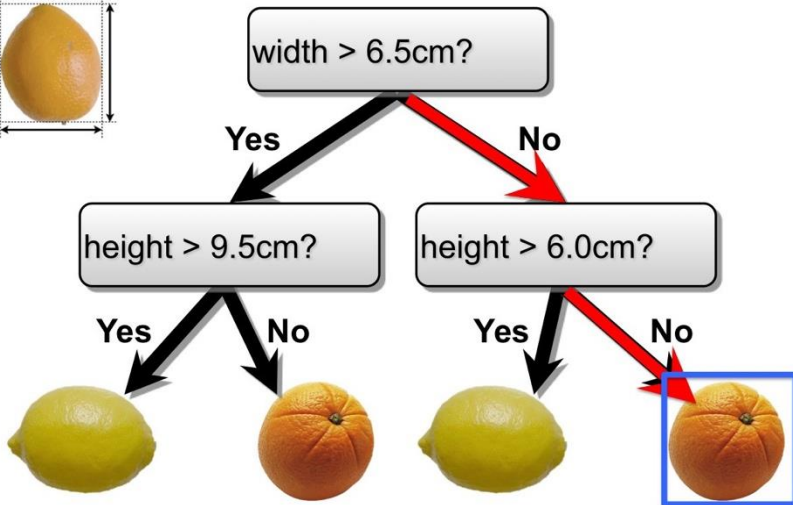 width > 6.5cm?
Yes
No
height > 9.5cm?
height > 6.0cm?
Yes
No
Yes
No